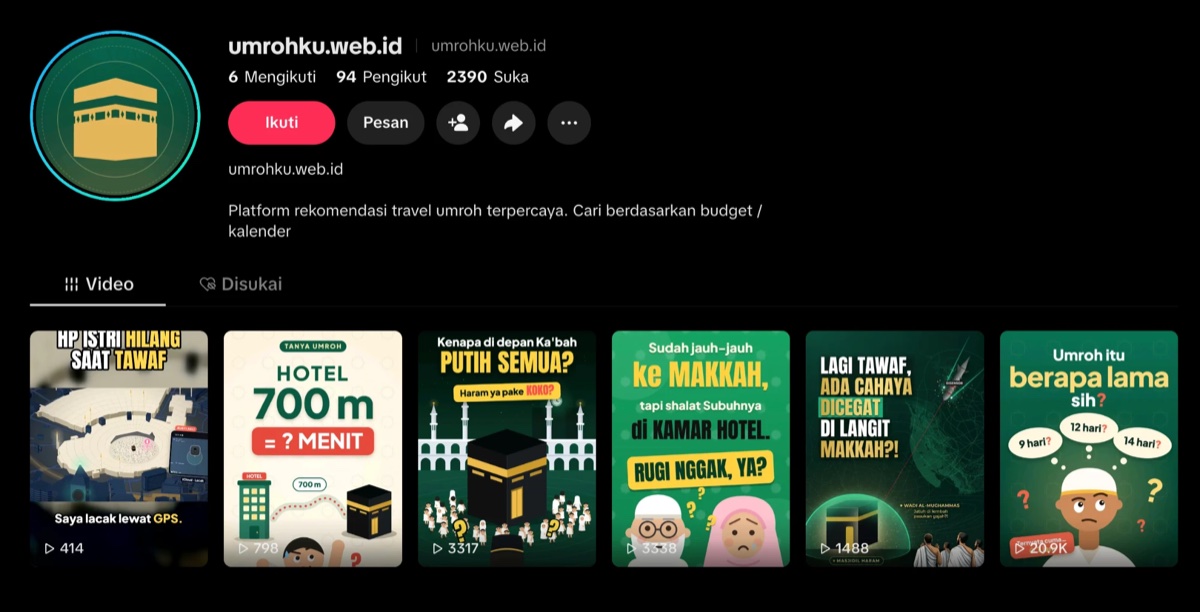 umrohku.web.id
umrohku.web.id
6 Mengikuti 94 Pengikut 2390 Suka
Ikuti
Pesan
umrohku.web.id
Platform rekomendasi travel umroh terpercaya. Cari berdasarkan budget /
kalender
Video
Disukai
HP ISTRI HILANG
SAAT TAWAF
Saya lacak lewat GPS.
414
TANYA UMROH
HOTEL
700 m
= ? MENIT
HOTEL
700 m
?
798
Kenapa di depan Ka'bah
PUTIH SEMUA?
Haram ya pake KOKO?
? ?
3317
Sudah jauh-jauh
ke MAKKAH,
tapi shalat Subuhnya
di KAMAR HOTEL.
RUGI NGGAK, YA?
? ? ?
3338
LAGI TAWAF,
ADA CAHAYA
DICEGAT
DI LANGIT
MAKKAH?!
WADI AL-MUGHAMMAS
1488
MASJIDIL HARAM
Umroh itu
berapa lama
sih?
9 hari?
12 hari?
14 hari?
? ? ?
20.9K